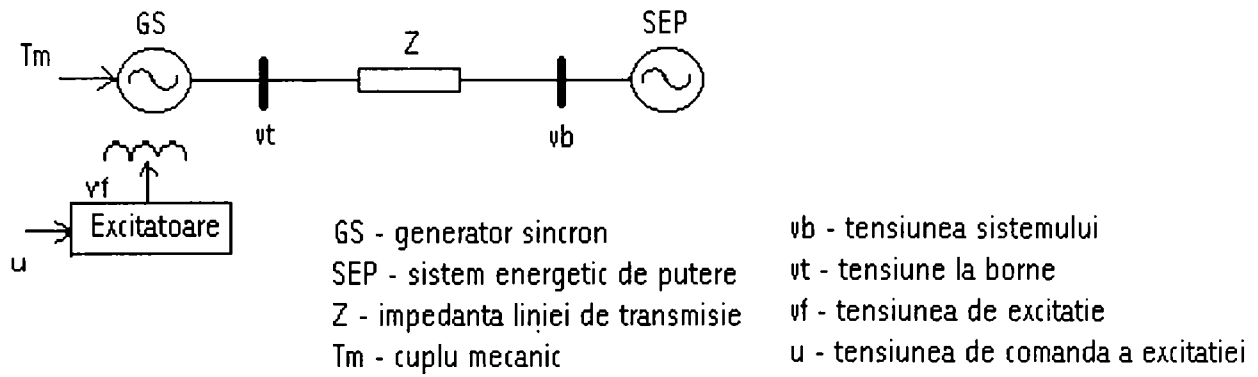 GS
Z
SEP
Tm
vt
vb
vf
Excitatoare
u
GS - generator sincron
SEP - sistem energetic de putere
Z - impedanta liniei de transmisie
Tm - cuplu mecanic
vb - tensiunea sistemului
vt - tensiune la borne
vf - tensiunea de excitatie
u - tensiunea de comanda a excitatiei